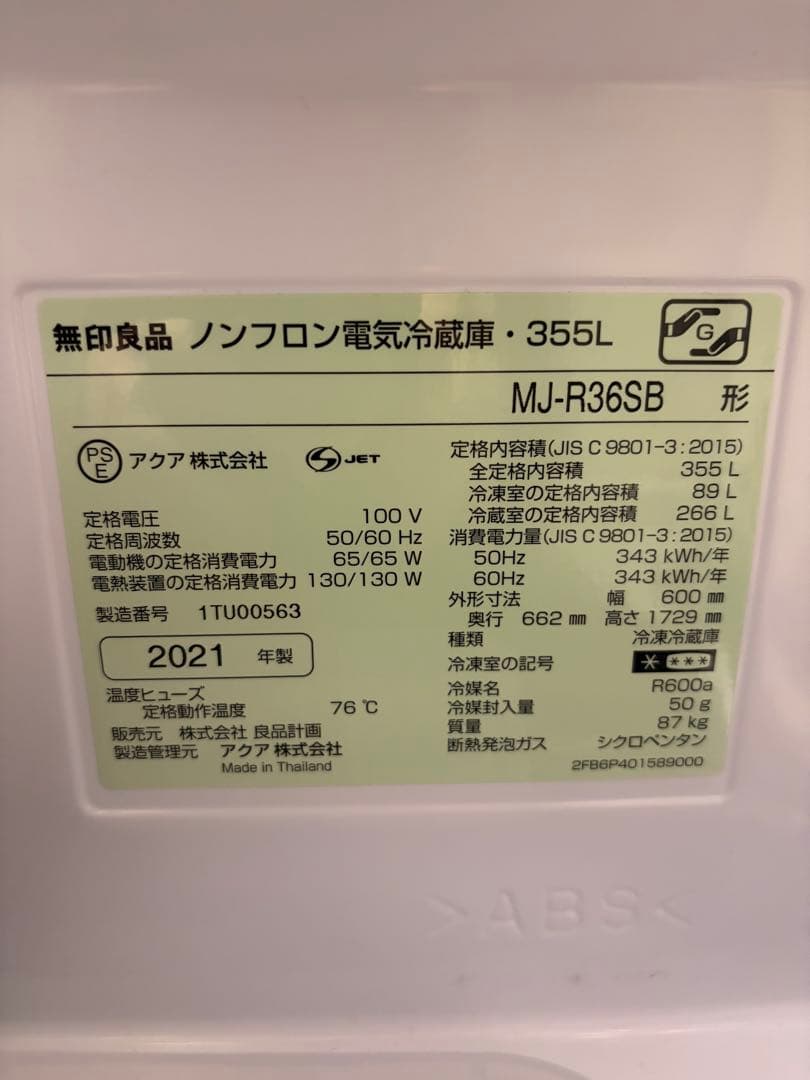 無印良品 ノンフロン電気冷蔵庫・355L
G
MJ-R36SB 形
PS E アクア 株式会社 S JET
定格電圧 100 V
定格周波数 50/60 Hz
電動機の定格消費電力 65/65 W
電熱装置の定格消費電力 130/130 W
製造番号 1TU00563
2021 年製
温度ヒューズ
定格動作温度 76 ℃
販売元 株式会社 良品計画
製造管理元 アクア 株式会社
Made in Thailand
定格内容積(JIS C 9801-3:2015)
全定格内容積 355 L
冷凍室の定格内容積 89 L
冷蔵室の定格内容積 266 L
消費電力量(JIS C 9801-3:2015)
50Hz 343 kWh/年
60Hz 343 kWh/年
外形寸法 幅 600 ㎜
奥行 662 ㎜ 高さ 1729 ㎜
種類 冷凍冷蔵庫
冷凍室の記号 * ***
冷媒名 R600a
冷媒封入量 50 g
質量 87 kg
断熱発泡ガス シクロペンタン
2FB6P401589000
>ABS<